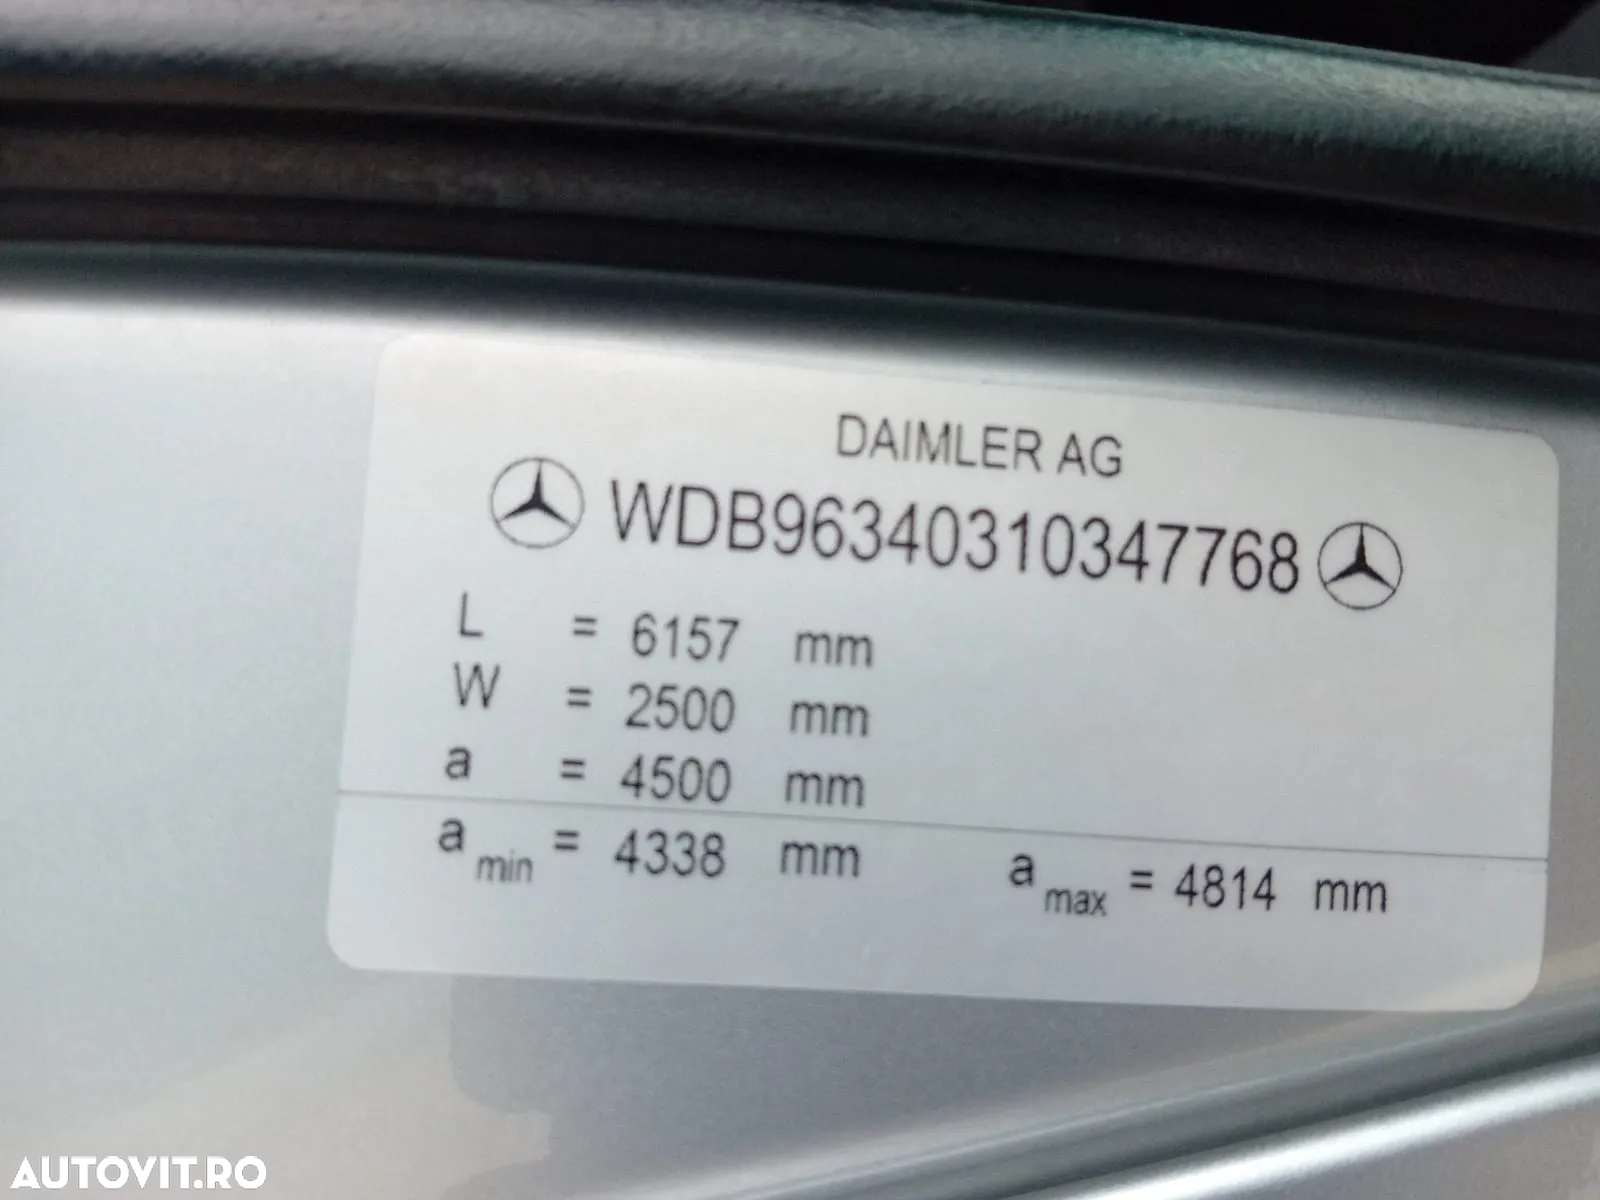 DAIMLER AG
WDB96340310347768
L = 6157 mm
W = 2500 mm
a = 4500 mm
a min = 4338 mm a max = 4814 mm
AUTOVIT.RO